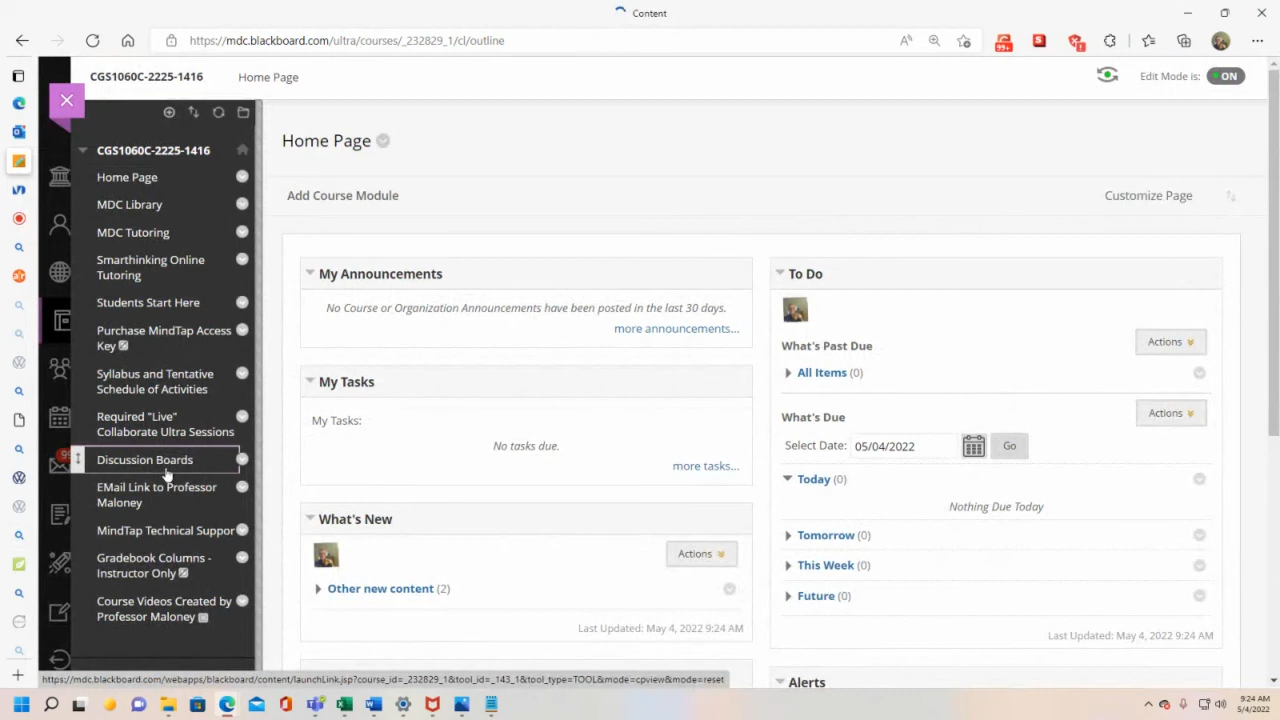 Content
https://mdc.blackboard.com/ultra/courses/_232829_1/cl/outline
99+
CGS1060C-2225-1416
Home Page
Edit Mode is:
ON
CGS1060C-2225-1416
Home Page
MDC Library
MDC Tutoring
Smarthinking Online
Tutoring
Students Start Here
Purchase MindTap Access
Key
Syllabus and Tentative
Schedule of Activities
Required "Live"
Collaborate Ultra Sessions
Discussion Boards
EMail Link to Professor
Maloney
MindTap Technical Suppor
Gradebook Columns -
Instructor Only
Course Videos Created by
Professor Maloney
Home Page
Add Course Module
Customize Page
My Announcements
No Course or Organization Announcements have been posted in the last 30 days.
more announcements...
My Tasks
My Tasks:
No tasks due.
more tasks...
What's New
Actions
Other new content (2)
Last Updated: May 4, 2022 9:24 AM
To Do
What's Past Due
Actions
All Items (0)
What's Due
Actions
Select Date: 05/04/2022 Go
Today (0)
Nothing Due Today
Tomorrow (0)
This Week (0)
Future (0)
Last Updated: May 4, 2022 9:24 AM
Alerts
https://mdc.blackboard.com/webapps/blackboard/content/launchLink.jsp?course_id=_232829_1&tool_id=_143_1&tool_type=TOOL&mode=cpview&mode=reset
9:24 AM
5/4/2022